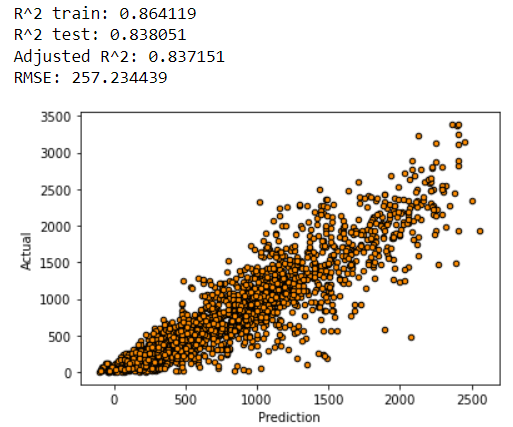 R^2 train: 0.864119
R^2 test: 0.838051
Adjusted R^2: 0.837151
RMSE: 257.234439
3500
3000
2500
2000
1500
1000
500
0
Actual
0 500 1000 1500 2000 2500
Prediction